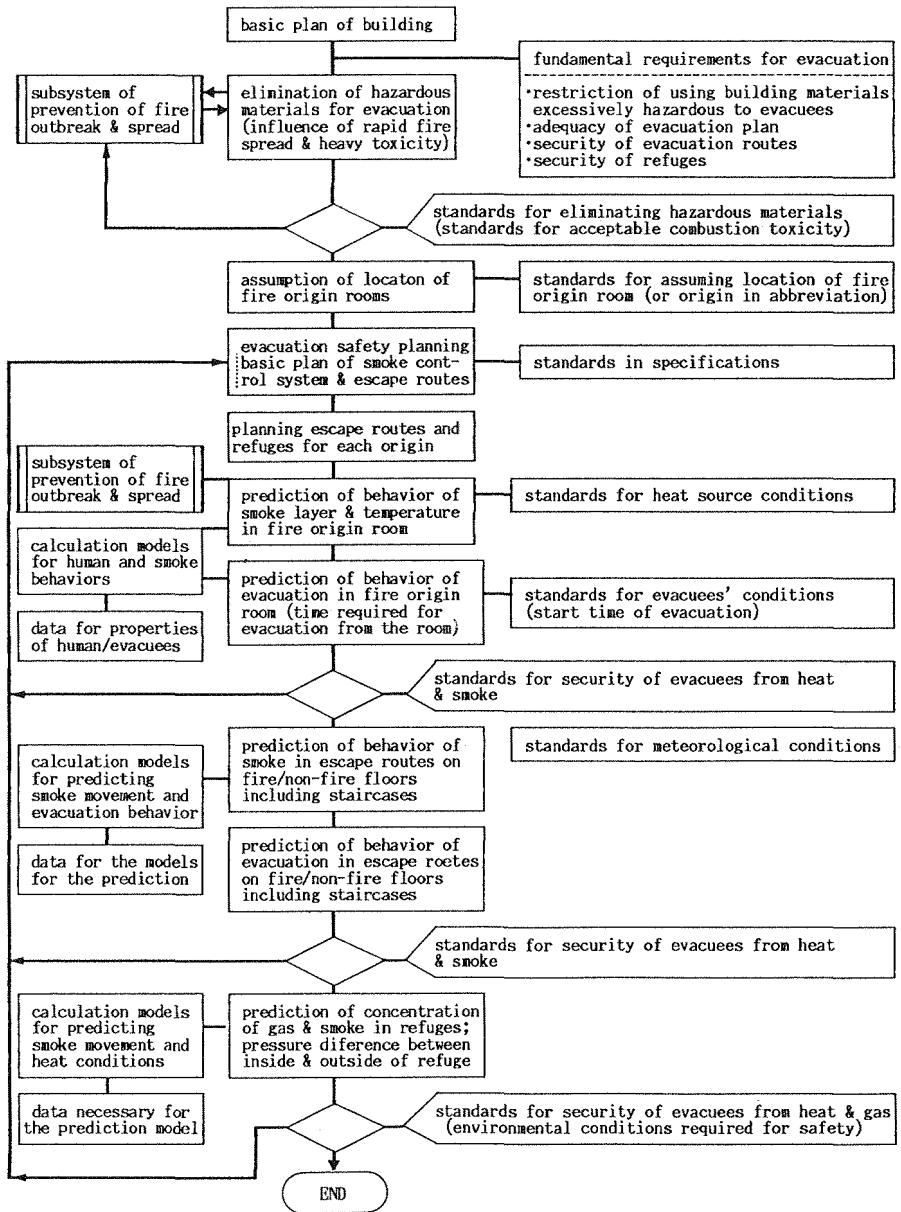 basic plan of building
fundamental requirements for evacuation
·restriction of using building materials
excessively hazardous to evacuees
·adequacy of evacuation plan
·security of evacuation routes
·security of refuges
subsystem of
prevention of fire
outbreak & spread
elimination of hazardous
materials for evacuation
(influence of rapid fire
spread & heavy toxicity)
standards for eliminating hazardous materials
(standards for acceptable combustion toxicity)
assumption of locaton of
fire origin rooms
standards for assuming location of fire
origin room (or origin in abbreviation)
evacuation safety planning
basic plan of smoke cont-
rol system & escape routes
standards in specifications
planning escape routes and
refuges for each origin
subsystem of
prevention of fire
outbreak & spread
prediction of behavior of
smoke layer & temperature
in fire origin room
standards for heat source conditions
calculation models
for human and smoke
behaviors
prediction of behavior of
evacuation in fire origin
room (time required for
evacuation from the room)
standards for evacuees' conditions
(start time of evacuation)
data for properties
of human/evacuees
standards for security of evacuees from heat
& smoke
prediction of behavior of
smoke in escape routes on
fire/non-fire floors
including staircases
standards for meteorological conditions
calculation models
for predicting
smoke movement and
evacuation behavior
data for the models
for the prediction
prediction of behavior of
evacuation in escape roetes
on fire/non-fire floors
including staircases
standards for security of evacuees from heat
& smoke
calculation models
for predicting
smoke movement and
heat conditions
prediction of concentration
of gas & smoke in refuges;
pressure diference between
inside & outside of refuge
data necessary for
the prediction model
standards for security of evacuees from heat & gas
(environmental conditions required for safety)
END